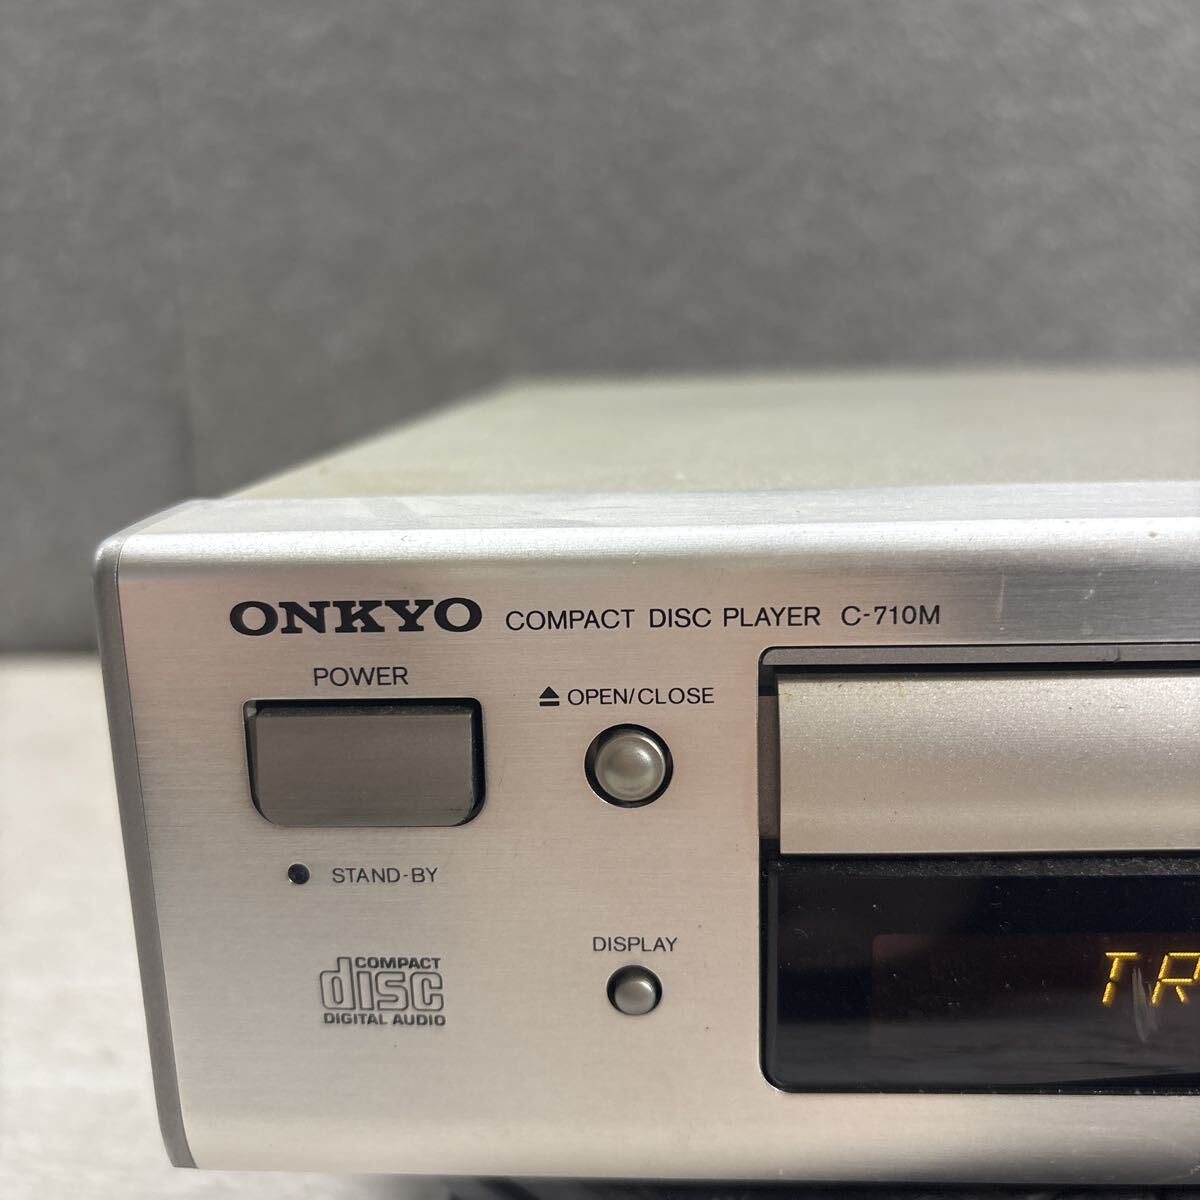 ONKYO COMPACT DISC PLAYER C-710M
POWER
OPEN/CLOSE
STAND-BY
DISPLAY
COMPACT
disc
DIGITAL AUDIO
TR